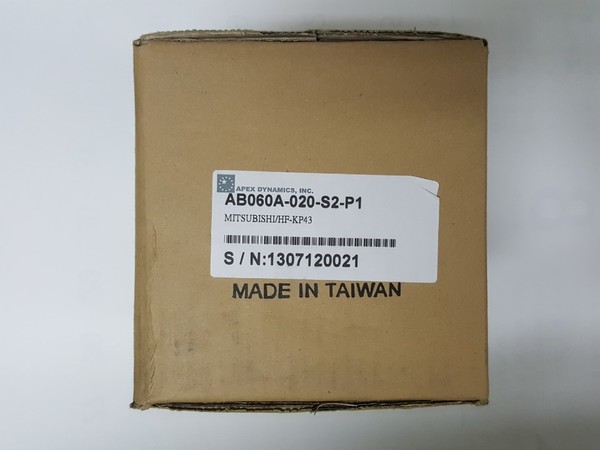 APEX DYNAMICS, INC.
AB060A-020-S2-P1
MITSUBISHI/HF-KP43
S / N:1307120021
MADE IN TAIWAN